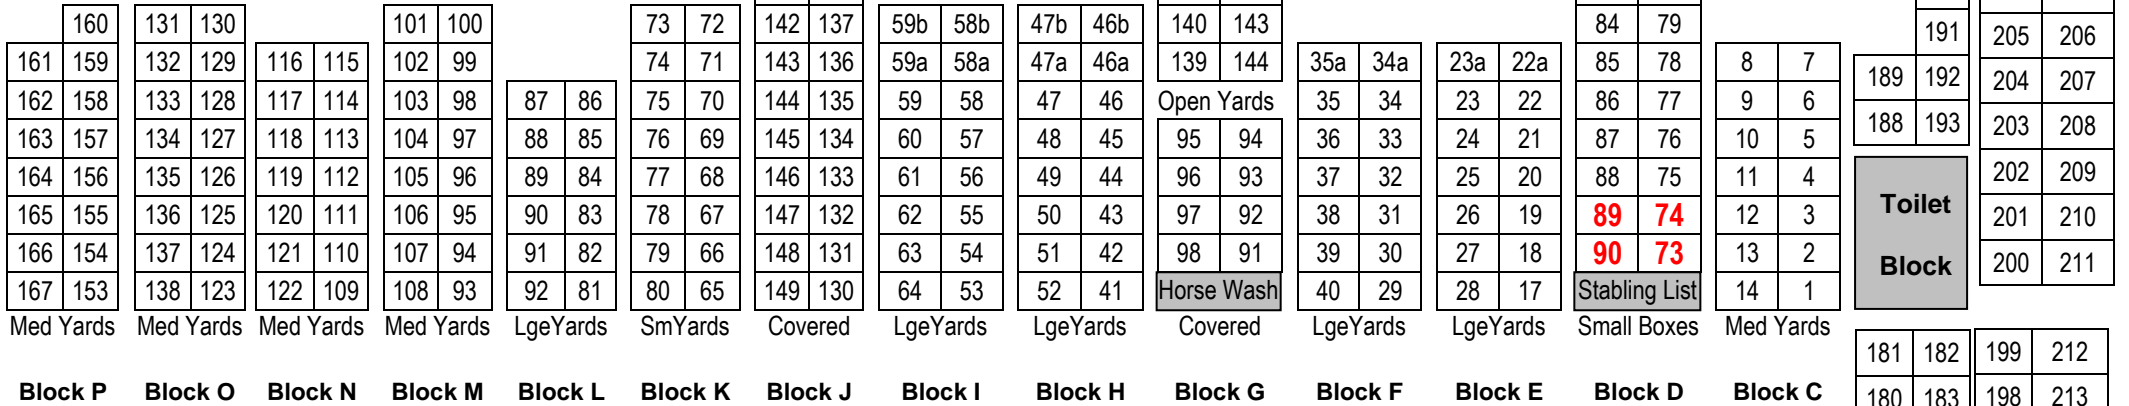 160 131 130 101 100 73 72 142 137 59b 58b 47b 46b 140 143 84 79 191 205 206
161 159 132 129 116 115 102 99 74 71 143 136 59a 58a 47a 46a 139 144 35a 34a 23a 22a 85 78 8 7 189 192 204 207
162 158 133 128 117 114 103 98 87 86 75 70 144 135 59 58 47 46 Open Yards 35 34 23 22 86 77 9 6 188 193 203 208
163 157 134 127 118 113 104 97 88 85 76 69 145 134 60 57 48 45 95 94 36 33 24 21 87 76 10 5
164 156 135 126 119 112 105 96 89 84 77 68 146 133 61 56 49 44 96 93 37 32 25 20 88 75 11 4 202 209
165 155 136 125 120 111 106 95 90 83 78 67 147 132 62 55 50 43 97 92 38 31 26 19 89 74 12 3 Toilet 201 210
166 154 137 124 121 110 107 94 91 82 79 66 148 131 63 54 51 42 98 91 39 30 27 18 90 73 13 2 Block 200 211
167 153 138 123 122 109 108 93 92 81 80 65 149 130 64 53 52 41 Horse Wash 40 29 28 17 Stabling List 14 1
Med Yards Med Yards Med Yards Med Yards LgeYards SmYards Covered LgeYards LgeYards Covered LgeYards LgeYards Small Boxes Med Yards
181 182 199 212
Block P Block O Block N Block M Block L Block K Block J Block I Block H Block G Block F Block E Block D Block C 180 183 198 213